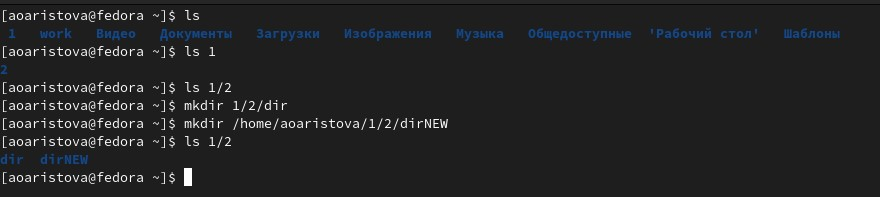 [aoaristova@fedora ~]$ ls
1 work Видео Документы Загрузки Изображения Музыка Общедоступные 'Рабочий стол' Шаблоны
[aoaristova@fedora ~]$ ls 1
2
[aoaristova@fedora ~]$ ls 1/2
[aoaristova@fedora ~]$ mkdir 1/2/dir
[aoaristova@fedora ~]$ mkdir /home/aoaristova/1/2/dirNEW
[aoaristova@fedora ~]$ ls 1/2
dir dirNEW
[aoaristova@fedora ~]$